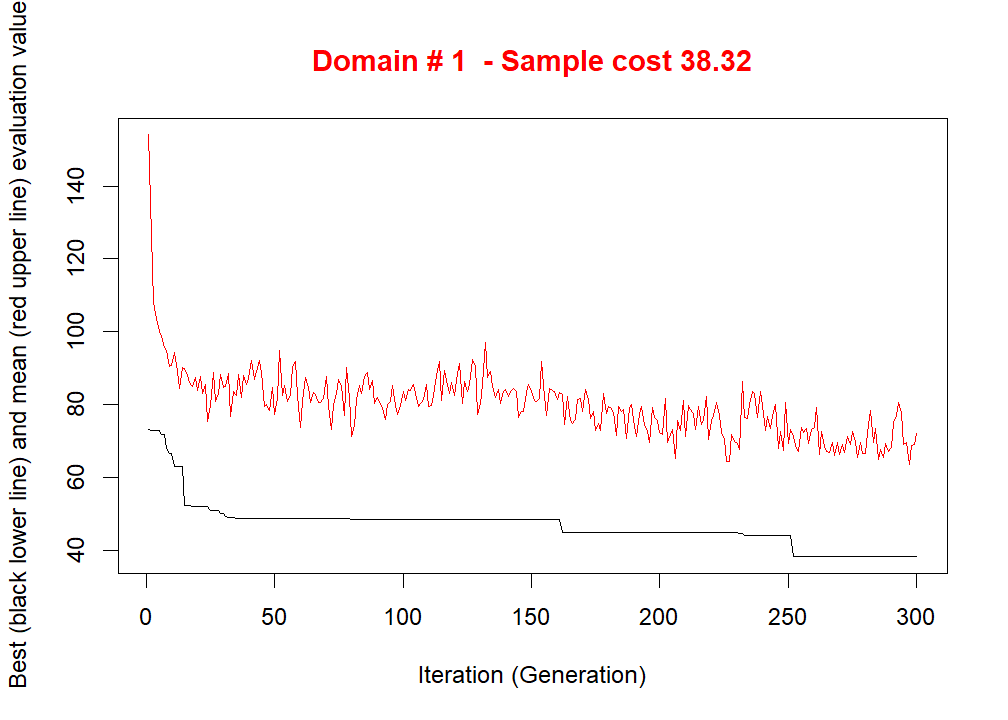 Domain # 1  - Sample cost 38.32
Best (black lower line) and mean (red upper line) evaluation value
140
120
100
80
60
40
0 50 100 150 200 250 300
Iteration (Generation)